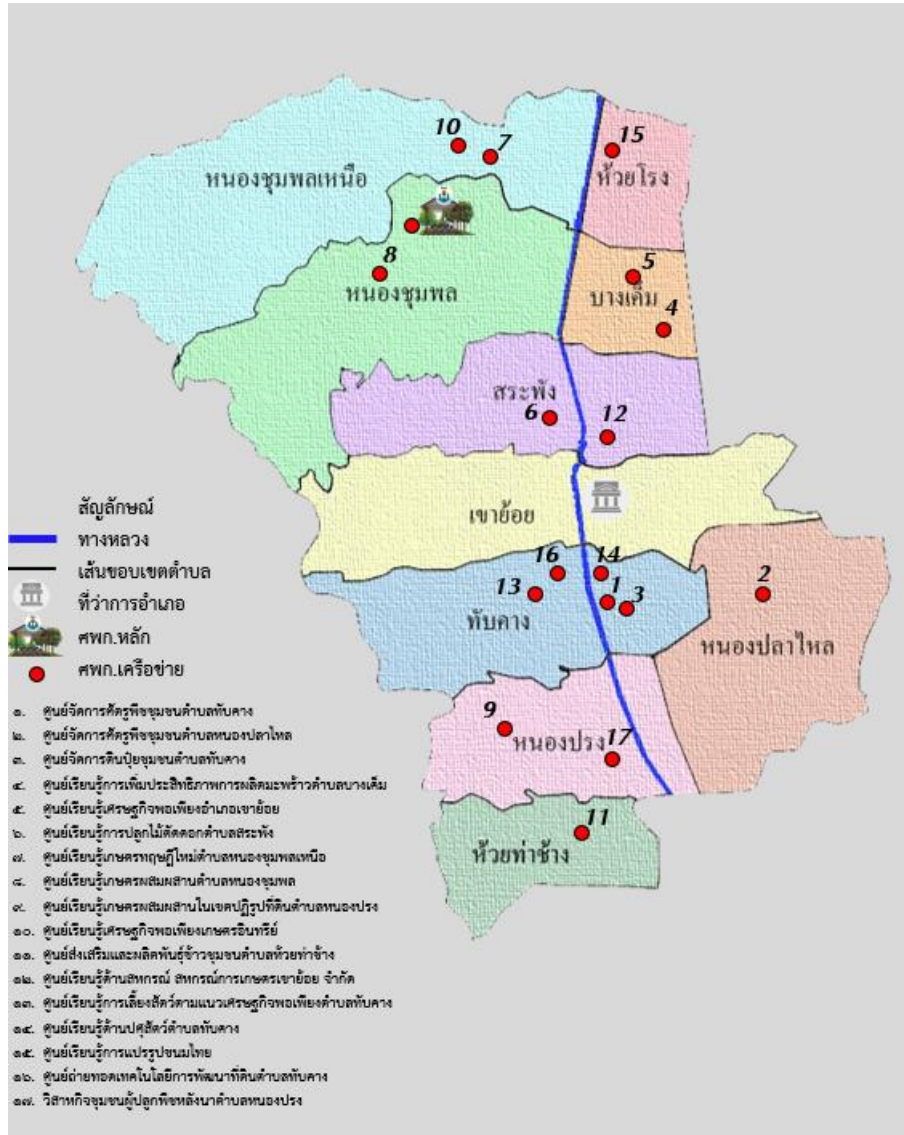 10
7
15
หนองชุมพลเหนือ
ห้วยโรง
8
5
หนองชุมพล
บางเค็ม
4
สระพัง
6
12
เขาย้อย
16
14
13
1
3
2
ทับคาง
หนองปลาไหล
9
หนองปรง
17
11
ห้วยท่าช้าง
สัญลักษณ์
ทางหลวง
เส้นขอบเขตตำบล
ที่ว่าการอำเภอ
ศพก.หลัก
ศพก.เครือข่าย
๑. ศูนย์จัดการศัตรูพืชชุมชนตำบลทับคาง
๒. ศูนย์จัดการศัตรูพืชชุมชนตำบลหนองปลาไหล
๓. ศูนย์จัดการดินปุ๋ยชุมชนตำบลทับคาง
๔. ศูนย์เรียนรู้การเพิ่มประสิทธิภาพการผลิตมะพร้าวตำบลบางเค็ม
๕. ศูนย์เรียนรู้เศรษฐกิจพอเพียงอำเภอเขาย้อย
๖. ศูนย์เรียนรู้การปลูกไม้ตัดดอกตำบลสระพัง
๗. ศูนย์เรียนรู้เกษตรทฤษฎีใหม่ตำบลหนองชุมพลเหนือ
๘. ศูนย์เรียนรู้เกษตรผสมผสานตำบลหนองชุมพล
๙. ศูนย์เรียนรู้เกษตรผสมผสานในเขตปฏิรูปที่ดินตำบลหนองปรง
๑๐. ศูนย์เรียนรู้เศรษฐกิจพอเพียงเกษตรอินทรีย์
๑๑. ศูนย์ส่งเสริมและผลิตพันธุ์ข้าวชุมชนตำบลห้วยท่าช้าง
๑๒. ศูนย์เรียนรู้ด้านสหกรณ์ สหกรณ์การเกษตรเขาย้อย จำกัด
๑๓. ศูนย์เรียนรู้การเลี้ยงสัตว์ตามแนวเศรษฐกิจพอเพียงตำบลทับคาง
๑๔. ศูนย์เรียนรู้ด้านปศุสัตว์ตำบลทับคาง
๑๕. ศูนย์เรียนรู้การแปรรูปขนมไทย
๑๖. ศูนย์ถ่ายทอดเทคโนโลยีการพัฒนาที่ดินตำบลทับคาง
๑๗. วิสาหกิจชุมชนผู้ปลูกพืชหลังนาตำบลหนองปรง